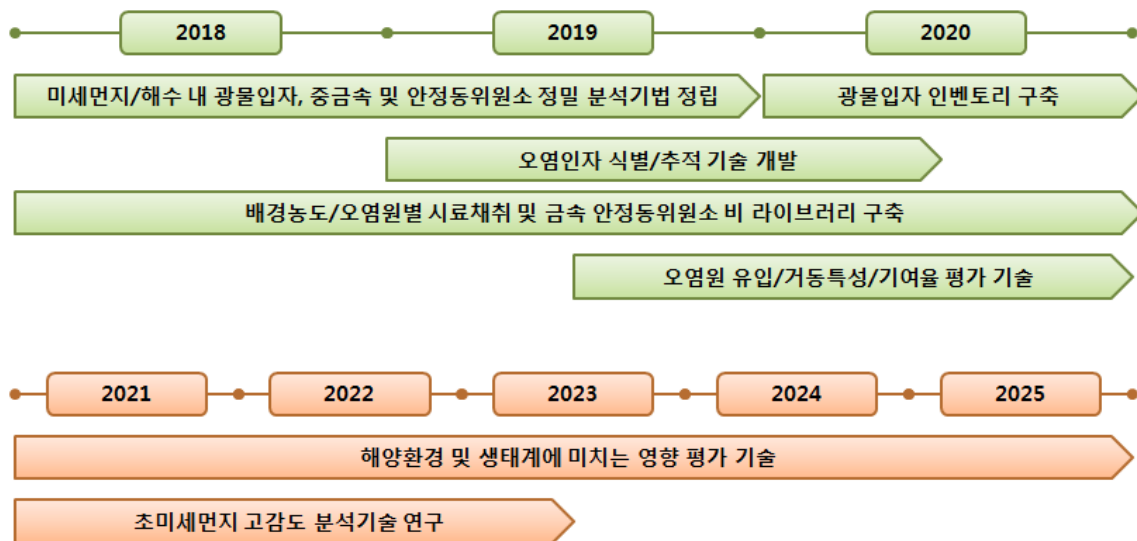 2018
2019
2020
미세먼지/해수 내 광물입자, 중금속 및 안정동위원소 정밀 분석기법 정립
광물입자 인벤토리 구축
오염인자 식별/추적 기술 개발
배경농도/오염원별 시료채취 및 금속 안정동위원소 비 라이브러리 구축
오염원 유입/거동특성/기여율 평가 기술
2021
2022
2023
2024
2025
해양환경 및 생태계에 미치는 영향 평가 기술
초미세먼지 고감도 분석기술 연구